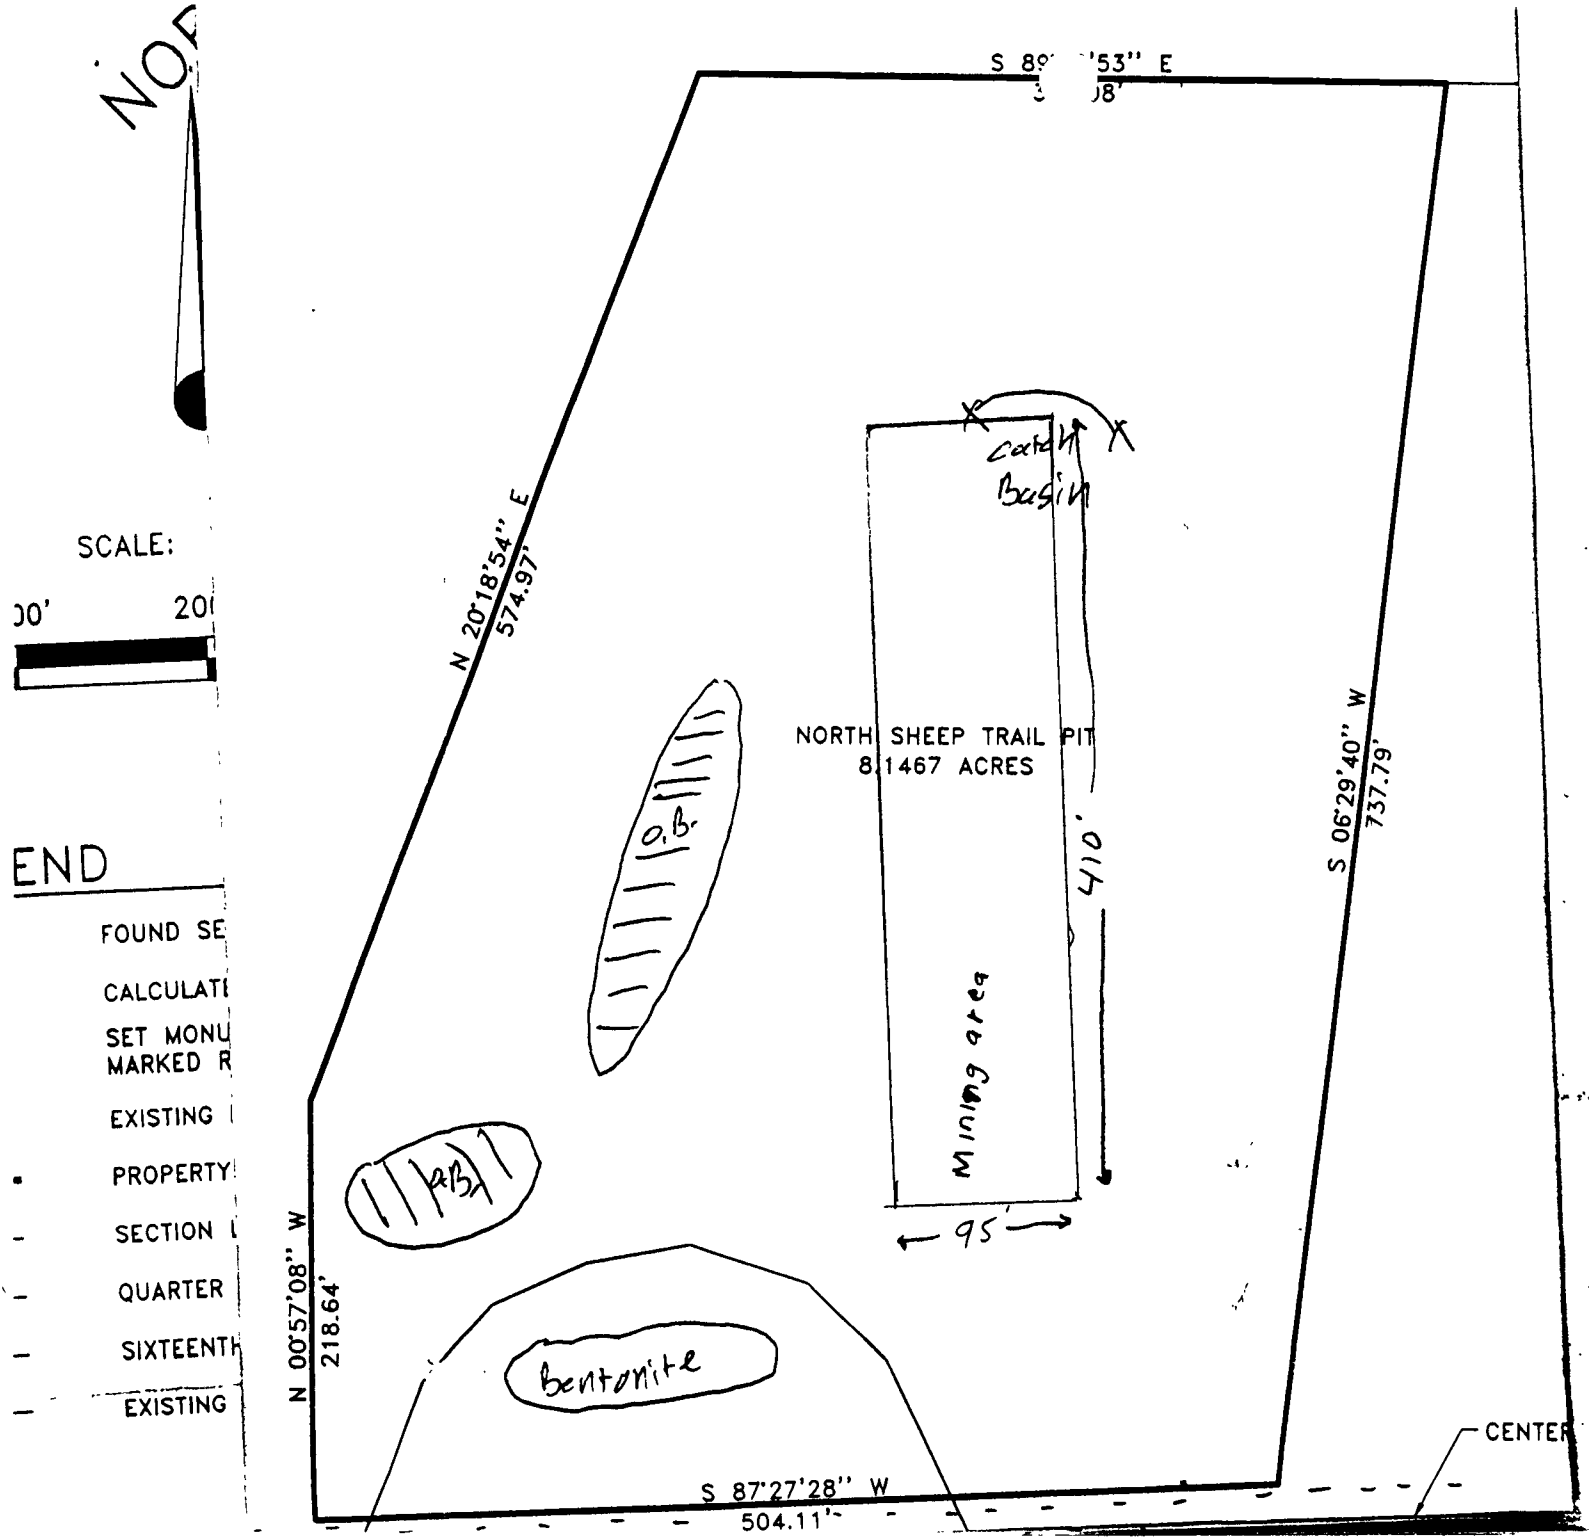 S 89° '53" E
08'
SCALE:
00'
N 20°18'54" E
574.97'
Catch
Basin
NORTH SHEEP TRAIL PIT
8.1467 ACRES
S 06°29'40" W
737.79'
O.B.
410'
END
FOUND SE
CALCULATE
SET MONU
MARKED R
EXISTING
Mining area
PROPERTY
O.B.
SECTION L
95'
QUARTER
N 00°57'08" W
218.64'
SIXTEENTH
Bentonite
EXISTING
CENTER
S 87°27'28" W
504.11'